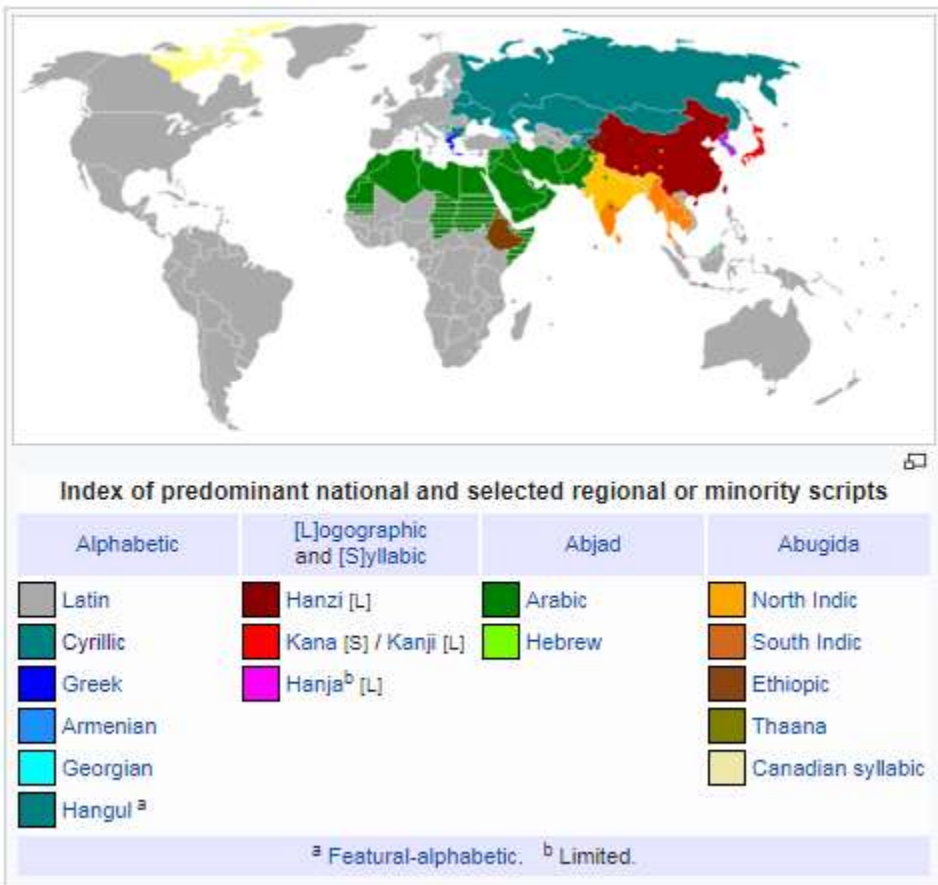 Index of predominant national and selected regional or minority scripts
Alphabetic
[L]ogographic
and [S]yllabic
Abjad
Abugida
Latin
Cyrillic
Greek
Armenian
Georgian
Hangul a
Hanzi [L]
Kana [S] / Kanji [L]
Hanja b [L]
Arabic
Hebrew
North Indic
South Indic
Ethiopic
Thaana
Canadian syllabic
a Featural-alphabetic. b Limited.